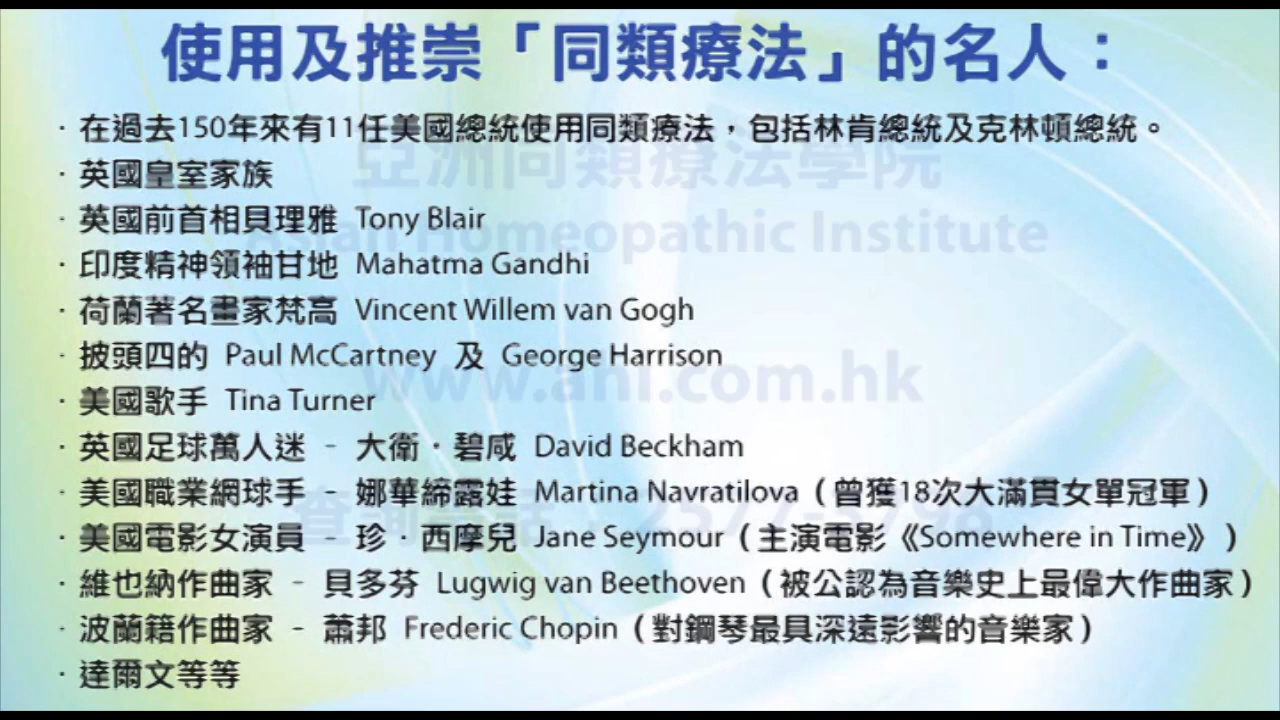 使用及推崇「同類療法」的名人：
· 在過去150年來有11任美國總統使用同類療法，包括林肯總統及克林頓總統。
· 英國皇室家族
· 英國前首相貝理雅 Tony Blair
· 印度精神領袖甘地 Mahatma Gandhi
· 荷蘭著名畫家梵高 Vincent Willem van Gogh
· 披頭四的 Paul McCartney 及 George Harrison
· 美國歌手 Tina Turner
· 英國足球萬人迷 - 大衛·碧咸 David Beckham
· 美國職業網球手 - 娜華締露娃 Martina Navratilova（曾獲18次大滿貫女單冠軍）
· 美國電影女演員 - 珍·西摩兒 Jane Seymour（主演電影《Somewhere in Time》）
· 維也納作曲家 - 貝多芬 Lugwig van Beethoven（被公認為音樂史上最偉大作曲家）
· 波蘭籍作曲家 - 蕭邦 Frederic Chopin（對鋼琴最具深遠影響的音樂家）
· 達爾文等等
亞洲同類療法學院
Asian Homeopathic Institute
www.ahi.com.hk